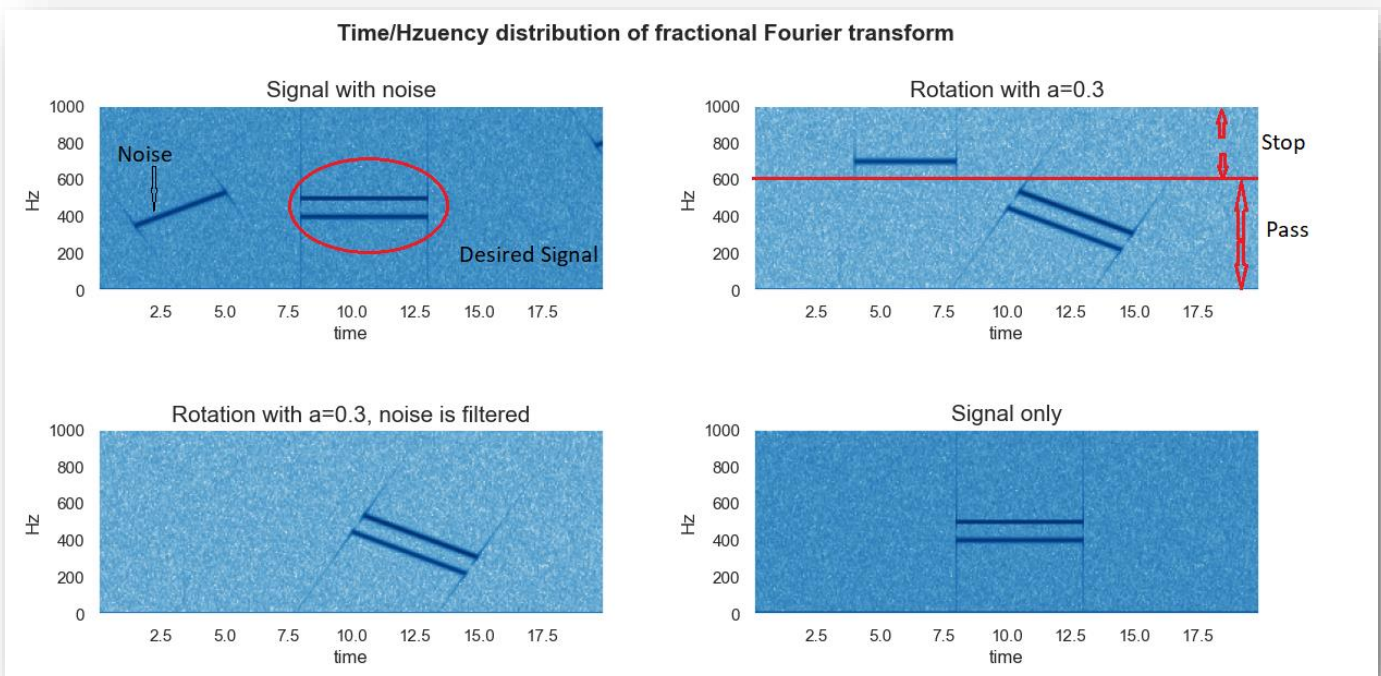 Time/Hzuency distribution of fractional Fourier transform
Signal with noise
1000
800
600
400
200
0
Hz
Noise
Desired Signal
2.5 5.0 7.5 10.0 12.5 15.0 17.5
time
Rotation with a=0.3
1000
800
600
400
200
0
Hz
Stop
Pass
2.5 5.0 7.5 10.0 12.5 15.0 17.5
time
Rotation with a=0.3, noise is filtered
1000
800
600
400
200
0
Hz
2.5 5.0 7.5 10.0 12.5 15.0 17.5
time
Signal only
1000
800
600
400
200
0
Hz
2.5 5.0 7.5 10.0 12.5 15.0 17.5
time